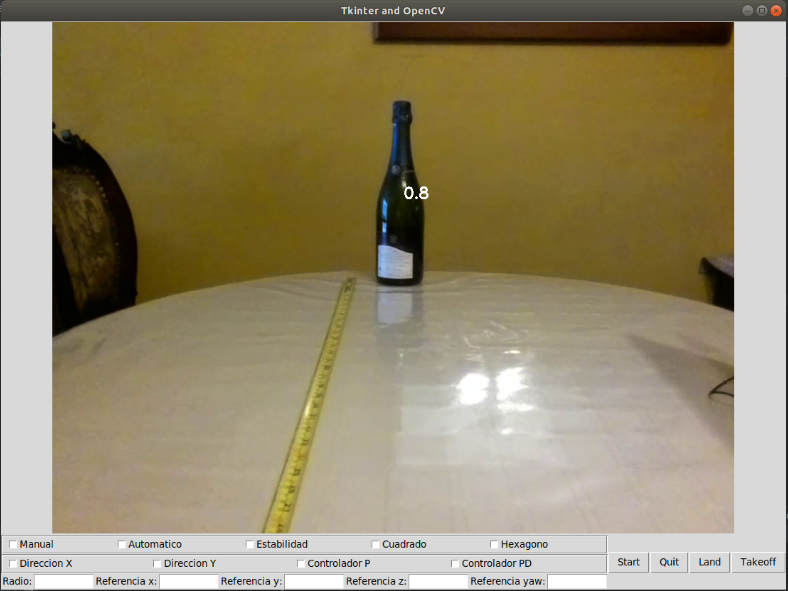 Tkinter and OpenCV
0.8
Manual Automatico Estabilidad Cuadrado Hexagono
Direccion X Direccion Y Controlador P Controlador PD
Start Quit Land Takeoff
Radio: Referencia x: Referencia y: Referencia z: Referencia yaw: